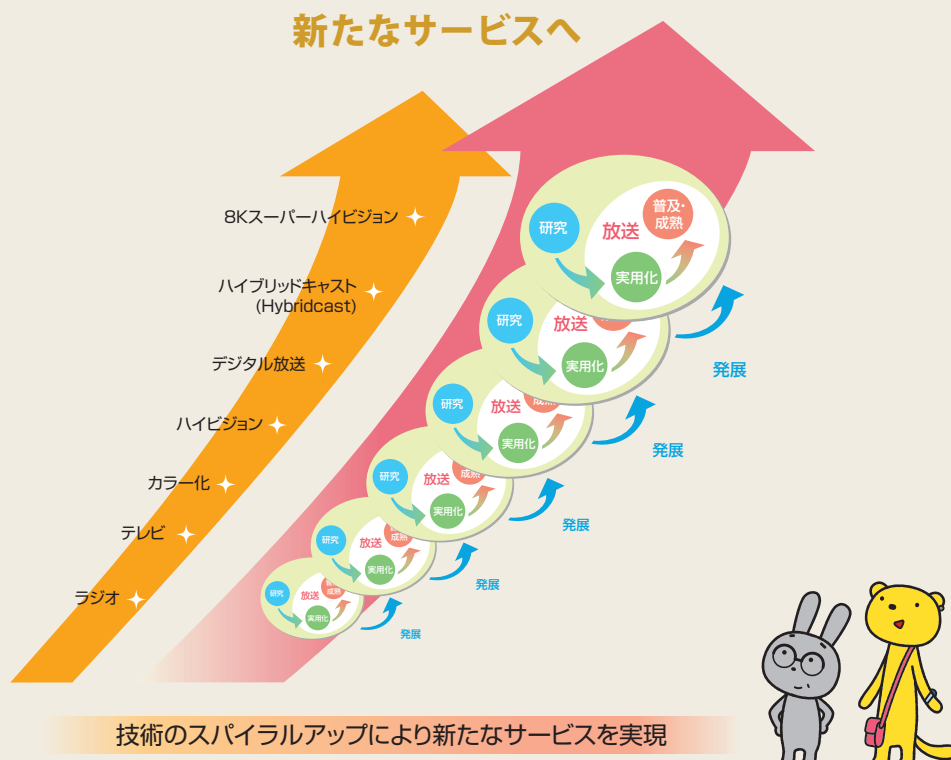 新たなサービスへ
8Kスーパーハイビジョン
ハイブリッドキャスト
(Hybridcast)
デジタル放送
ハイビジョン
カラー化
テレビ
ラジオ
研究
放送
普及・
成熟
実用化
発展
研究
放送
実用化
発展
研究
放送
成熟
実用化
発展
研究
放送
成熟
実用化
発展
研究
放送
成熟
実用化
発展
研究
放送
成熟
実用化
技術のスパイラルアップにより新たなサービスを実現